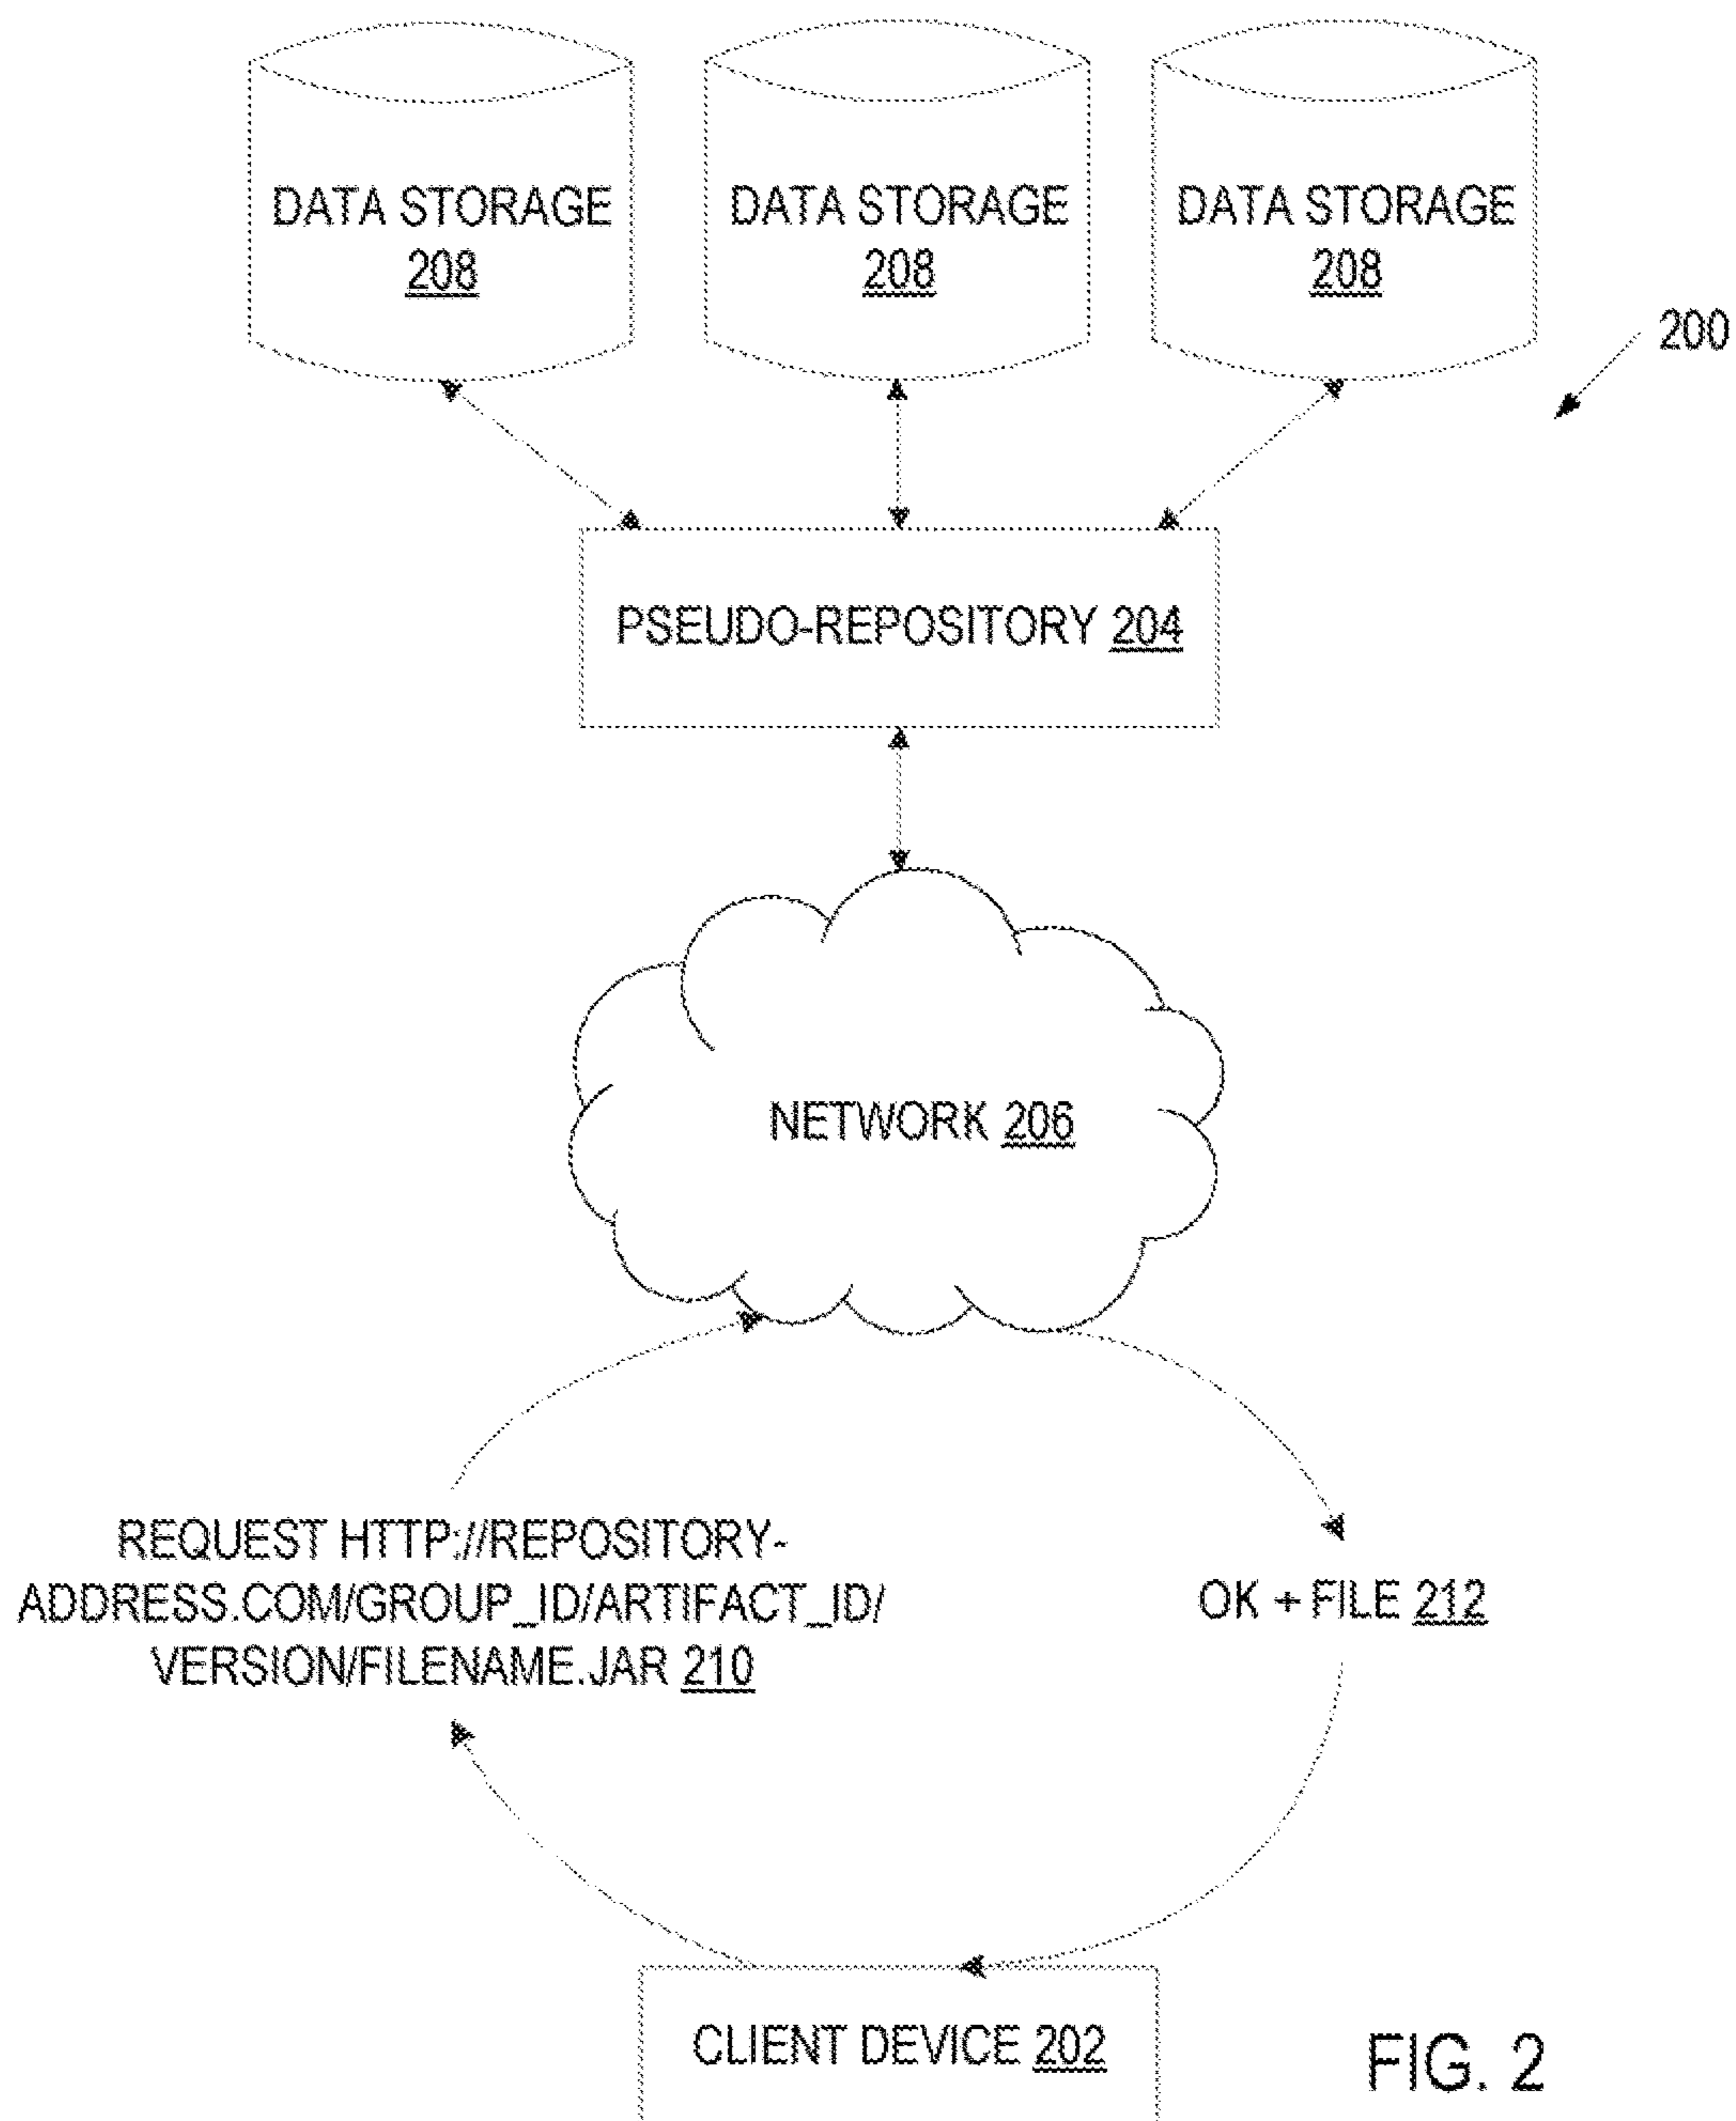 DATA STORAGE
208
DATA STORAGE
208
DATA STORAGE
208
200
PSEUDO-REPOSITORY 204
NETWORK 206
REQUEST HTTP://REPOSITORY-
ADDRESS.COM/GROUP_ID/ARTIFACT_ID/
VERSION/FILENAME.JAR 210
OK + FILE 212
CLIENT DEVICE 202
FIG. 2